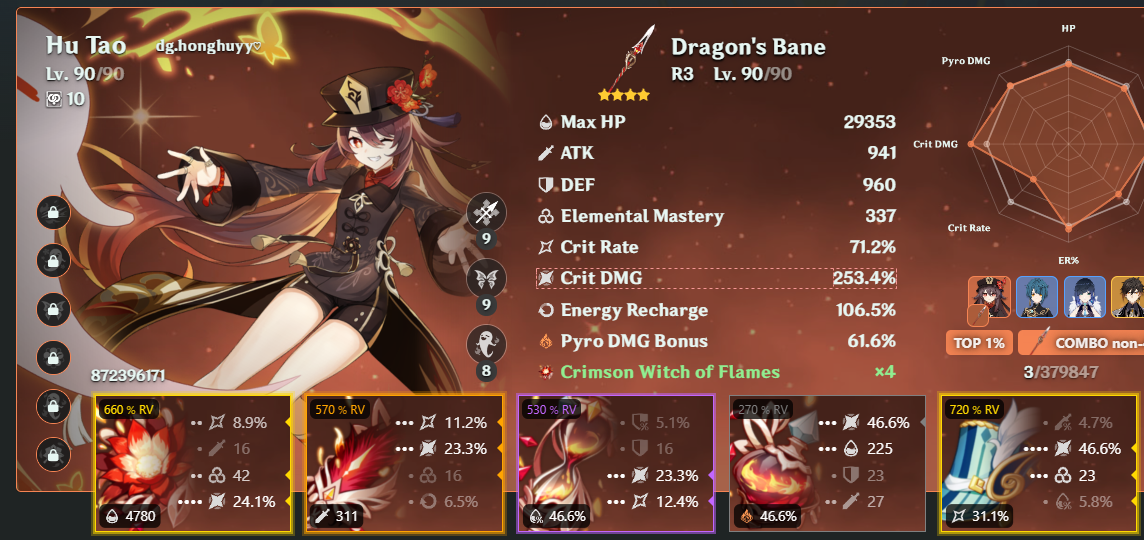 Hu Tao dg.honghuyy♡
Lv. 90/90
10
9
9
8
872396171
Dragon's Bane
R3 Lv. 90/90
Max HP 29353
ATK 941
DEF 960
Elemental Mastery 337
Crit Rate 71.2%
Crit DMG 253.4%
Energy Recharge 106.5%
Pyro DMG Bonus 61.6%
Crimson Witch of Flames ×4
HP
Pyro DMG
Crit DMG
Crit Rate
ER%
TOP 1% COMBO non-
3/379847
660 % RV
8.9%
16
42
24.1%
4780
570 % RV
11.2%
23.3%
16
6.5%
311
530 % RV
5.1%
16
23.3%
12.4%
46.6%
270 % RV
46.6%
225
23
27
46.6%
720 % RV
4.7%
46.6%
23
5.8%
31.1%